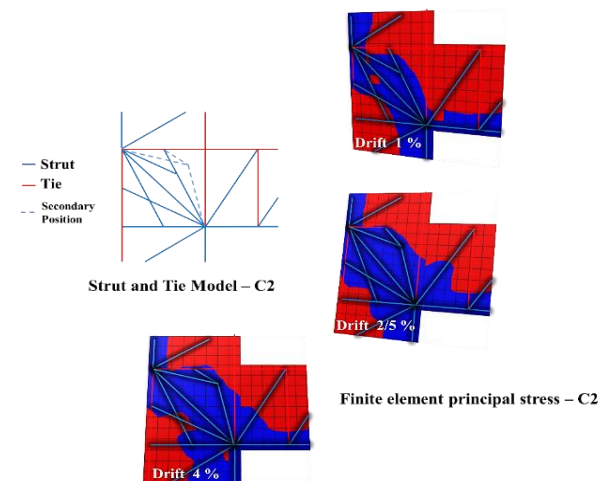 Drift 1 %
Strut
Tie
Secondary
Position
Strut and Tie Model – C2
Drift 2/5 %
Finite element principal stress – C2
Drift 4 %